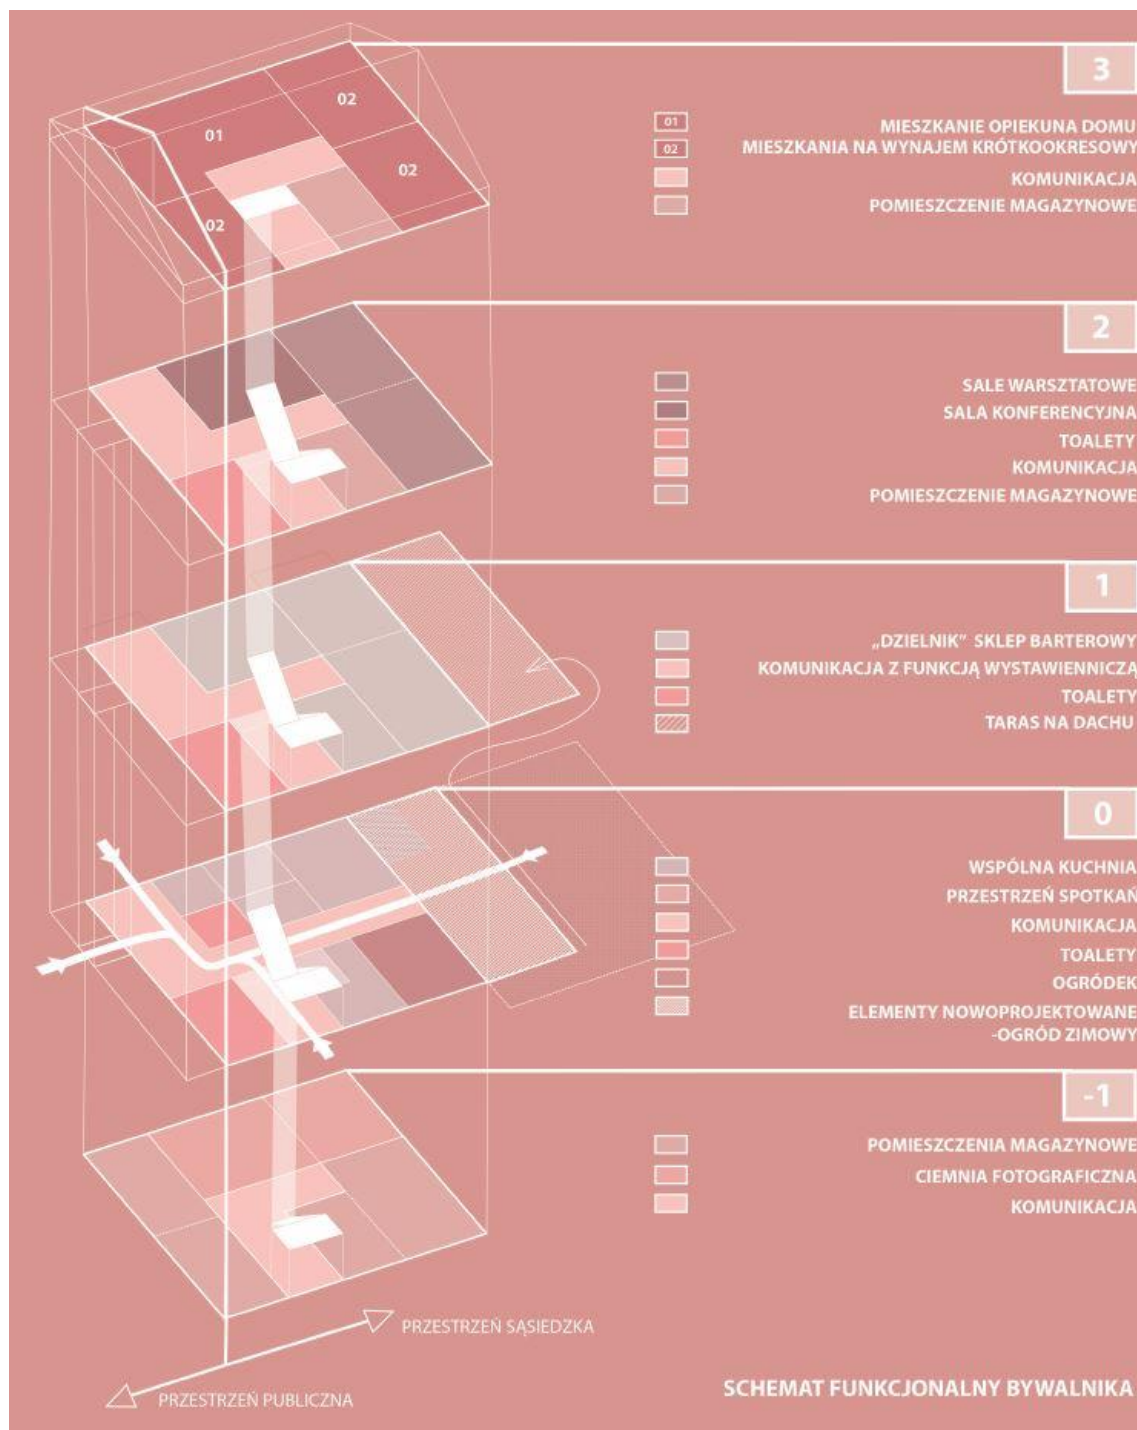 3
01
MIESZKANIE OPIEKUNA DOMU
02
MIESZKANIA NA WYNAJEM KRÓTKOOKRESOWY
KOMUNIKACJA
POMIESZCZENIE MAGAZYNOWE
02
01
02
02
2
SALE WARSZTATOWE
SALA KONFERENCYJNA
TOALETY
KOMUNIKACJA
POMIESZCZENIE MAGAZYNOWE
1
„DZIELNIK” SKLEP BARTEROWY
KOMUNIKACJA Z FUNKCJĄ WYSTAWIENNICZĄ
TOALETY
TARAS NA DACHU
0
WSPÓLNA KUCHNIA
PRZESTRZEŃ SPOTKAŃ
KOMUNIKACJA
TOALETY
OGRÓDEK
ELEMENTY NOWOPROJEKTOWANE
-OGRÓD ZIMOWY
-1
POMIESZCZENIA MAGAZYNOWE
CIEMNIA FOTOGRAFICZNA
KOMUNIKACJA
PRZESTRZEŃ SĄSIEDZKA
PRZESTRZEŃ PUBLICZNA
SCHEMAT FUNKCJONALNY BYWALNIKA